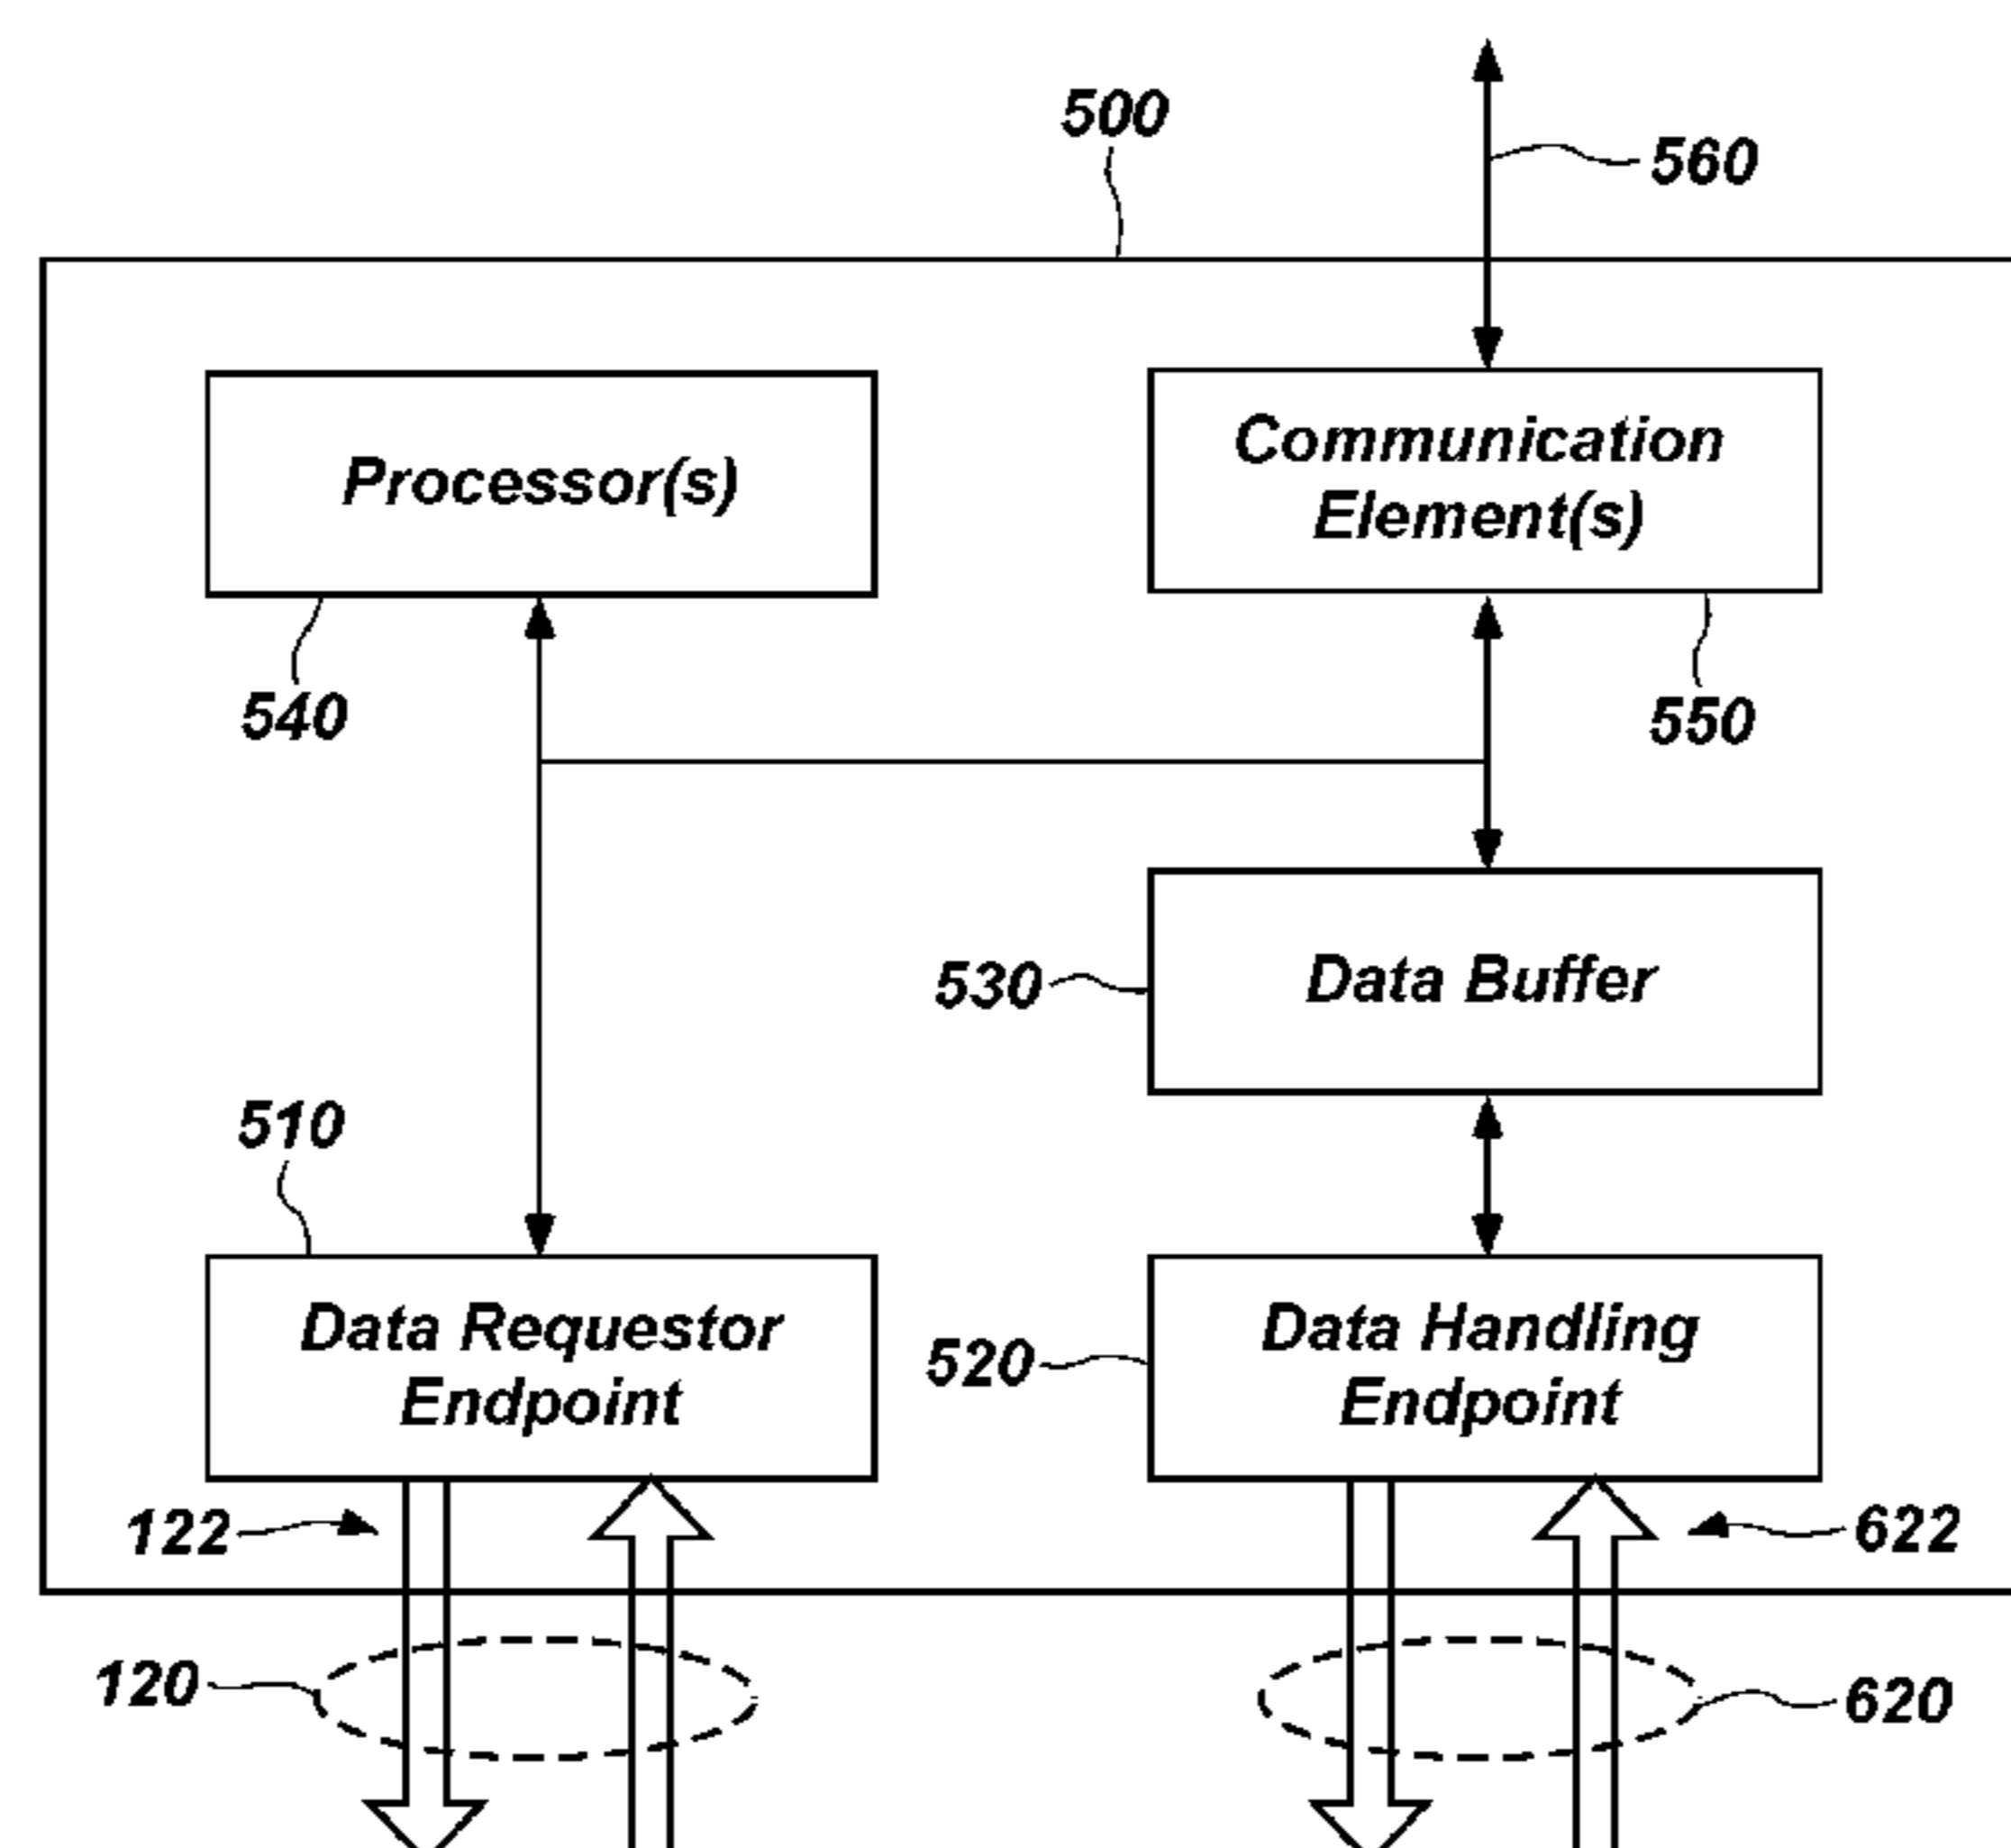 500
560
Processor(s)
Communication
Element(s)
540
550
530
Data Buffer
510
Data Requestor
Endpoint
520
Data Handling
Endpoint
122
622
120
620